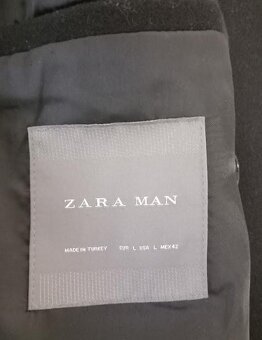 ZARA MAN
MADE IN TURKEY EUR L USA L MEX 42